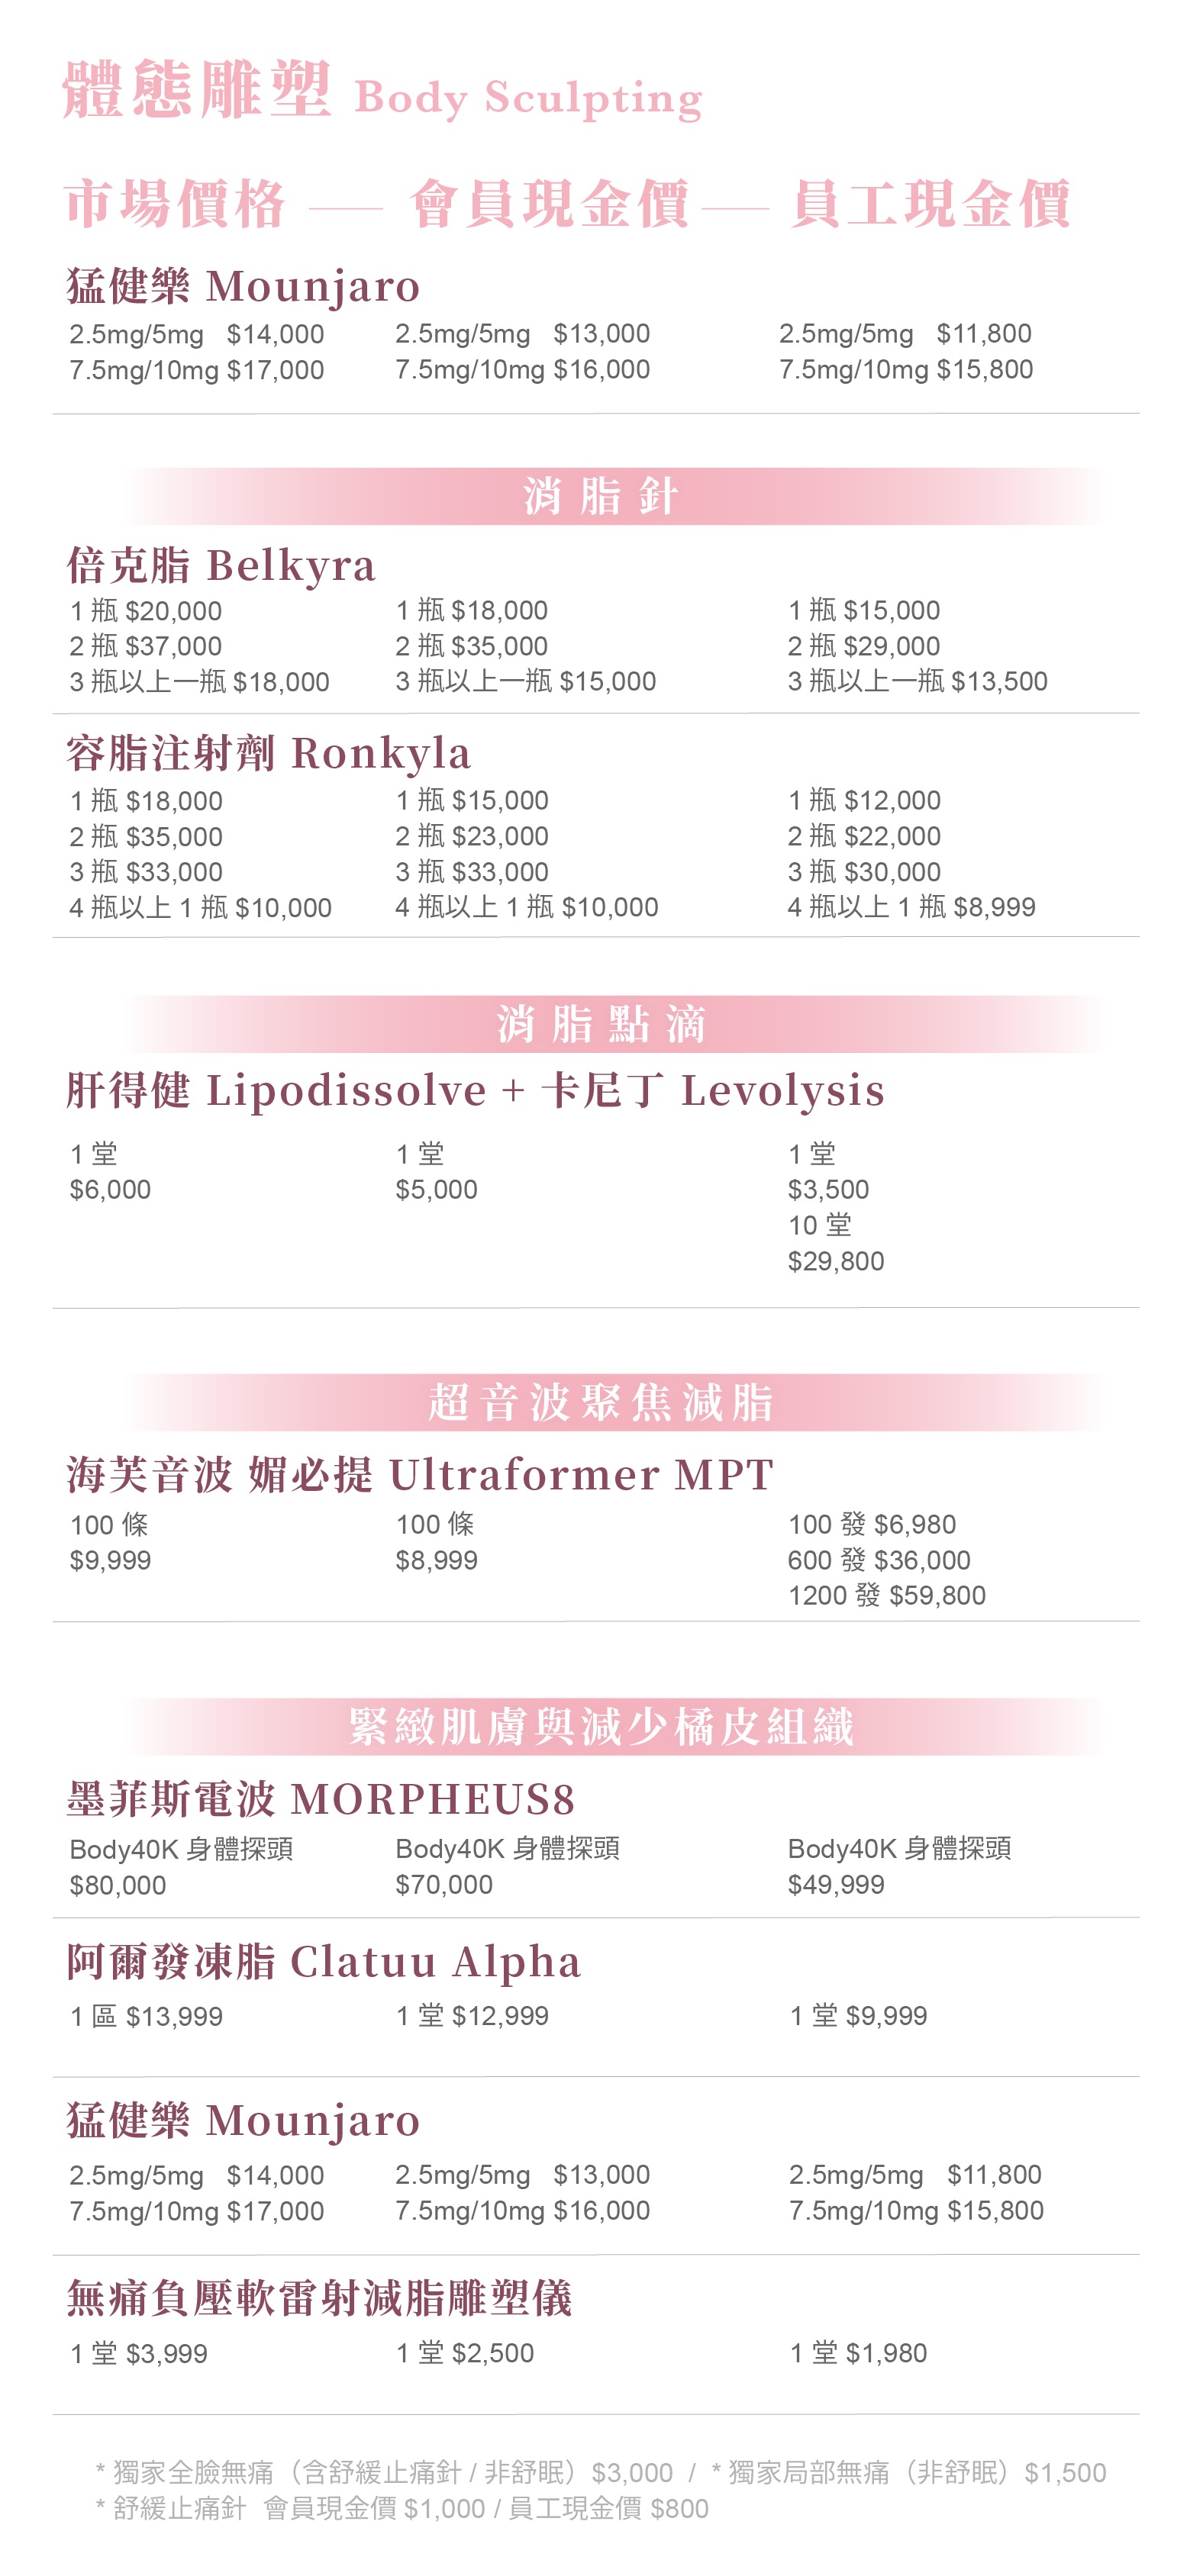 體態雕塑 Body Sculpting
市場價格 —— 會員現金價 —— 員工現金價
猛健樂 Mounjaro
2.5mg/5mg $14,000 2.5mg/5mg $13,000 2.5mg/5mg $11,800
7.5mg/10mg $17,000 7.5mg/10mg $16,000 7.5mg/10mg $15,800
消脂針
倍克脂 Belkyra
1 瓶 $20,000 1 瓶 $18,000 1 瓶 $15,000
2 瓶 $37,000 2 瓶 $35,000 2 瓶 $29,000
3 瓶以上一瓶 $18,000 3 瓶以上一瓶 $15,000 3 瓶以上一瓶 $13,500
容脂注射劑 Ronkyla
1 瓶 $18,000 1 瓶 $15,000 1 瓶 $12,000
2 瓶 $35,000 2 瓶 $23,000 2 瓶 $22,000
3 瓶 $33,000 3 瓶 $33,000 3 瓶 $30,000
4 瓶以上 1 瓶 $10,000 4 瓶以上 1 瓶 $10,000 4 瓶以上 1 瓶 $8,999
消脂點滴
肝得健 Lipodissolve + 卡尼丁 Levolysis
1 堂 1 堂 1 堂
$6,000 $5,000 $3,500
10 堂
$29,800
超音波聚焦減脂
海芙音波 媚必提 Ultraformer MPT
100 條 100 條 100 發 $6,980
$9,999 $8,999 600 發 $36,000
1200 發 $59,800
緊緻肌膚與減少橘皮組織
墨菲斯電波 MORPHEUS8
Body40K 身體探頭 Body40K 身體探頭 Body40K 身體探頭
$80,000 $70,000 $49,999
阿爾發凍脂 Clatuu Alpha
1 區 $13,999 1 堂 $12,999 1 堂 $9,999
猛健樂 Mounjaro
2.5mg/5mg $14,000 2.5mg/5mg $13,000 2.5mg/5mg $11,800
7.5mg/10mg $17,000 7.5mg/10mg $16,000 7.5mg/10mg $15,800
無痛負壓軟雷射減脂雕塑儀
1 堂 $3,999 1 堂 $2,500 1 堂 $1,980
* 獨家全臉無痛（含舒緩止痛針 / 非舒眠）$3,000 / * 獨家局部無痛（非舒眠）$1,500
* 舒緩止痛針 會員現金價 $1,000 / 員工現金價 $800